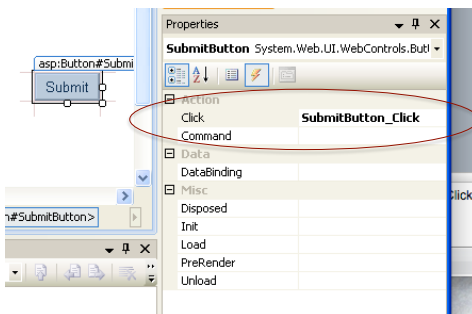 Properties
SubmitButton System.Web.UI.WebControls.But
asp:Button#Submi
Submit
Action
Click SubmitButton_Click
Command
Data
DataBinding
Misc
Disposed
Init
Load
PreRender
Unload
Click
n#SubmitButton>